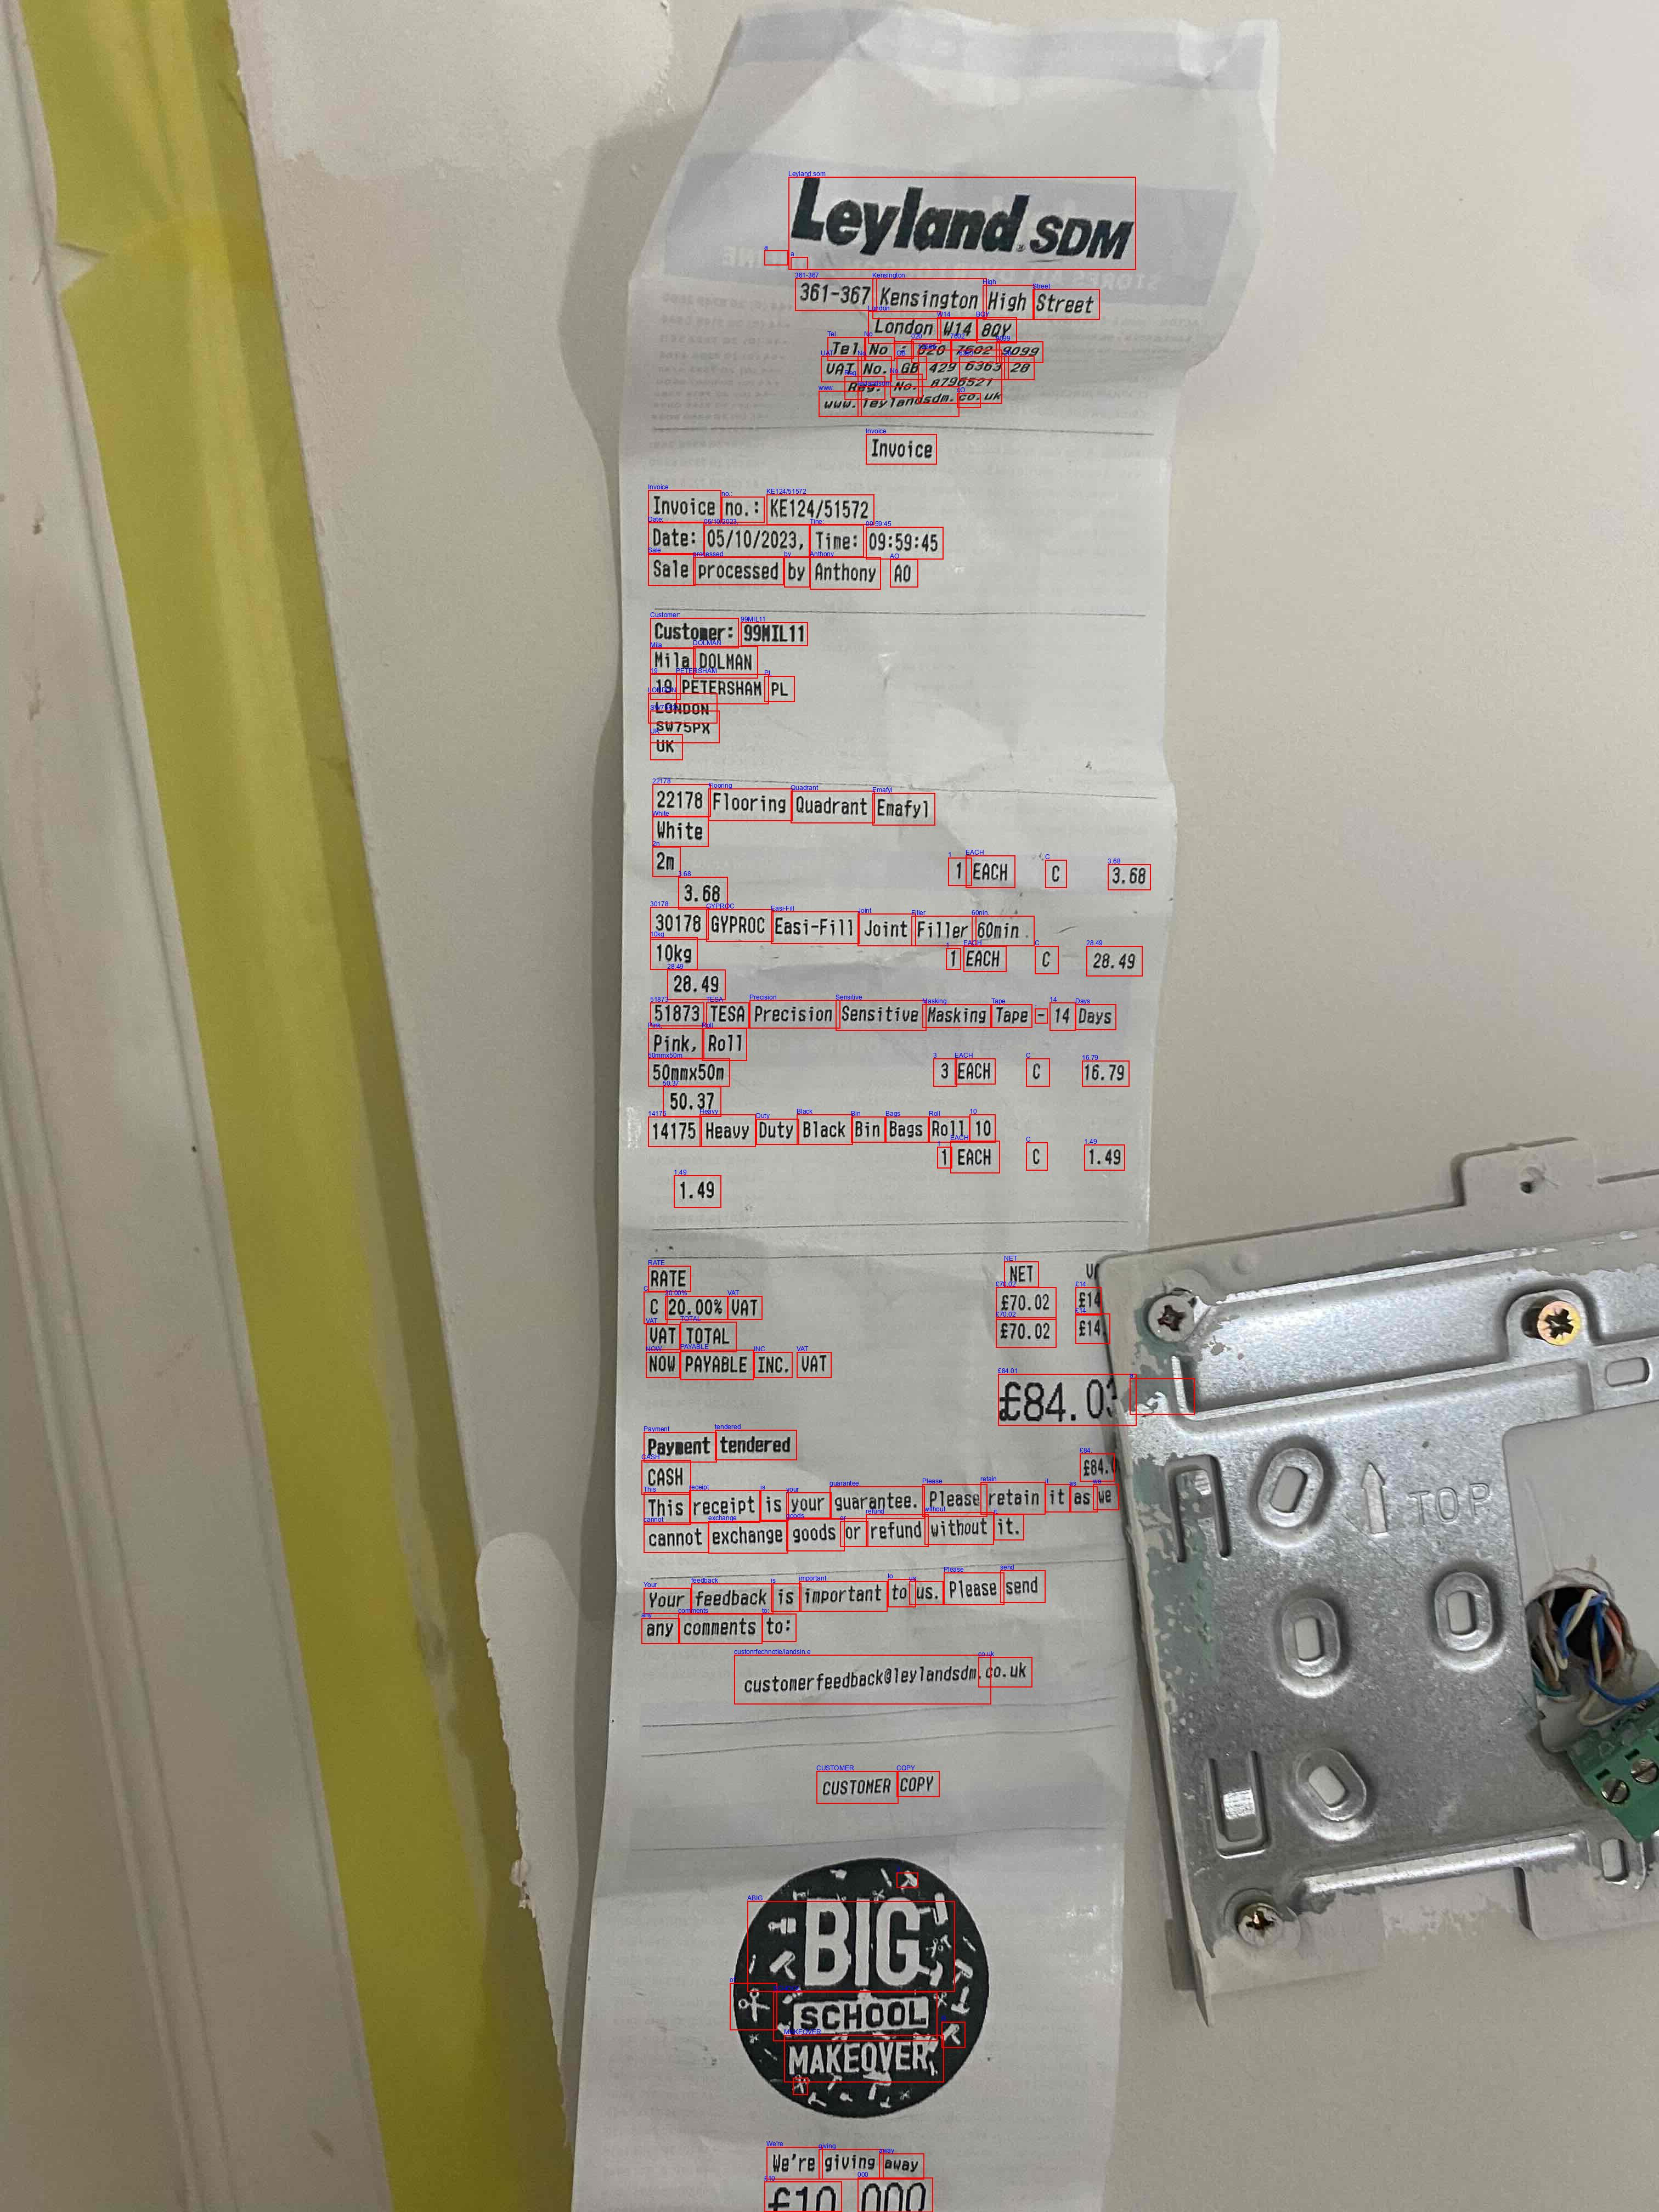 Leyland SDM
361-367 Kensington High Street
London W14 8QY
Tel No : 020 7602 9099
VAT No. GB 429 6363 28
Reg. No. 8796521
www.leylandsdm.co.uk
Invoice
Invoice no.: KE124/51572
Date: 05/10/2023, Time: 09:59:45
Sale processed by Anthony AO
Customer: 99MIL11
Mila DOLMAN
19 PETERSHAM PL
LONDON
SW75PX
UK
22178 Flooring Quadrant Emafyl
White
2m 1 EACH C 3.68
3.68
30178 GYPROC Easi-Fill Joint Filler 60min.
10kg 1 EACH C 28.49
28.49
51873 TESA Precision Sensitive Masking Tape - 14 Days
Pink, Roll
50mmx50m 3 EACH C 16.79
50.37
14175 Heavy Duty Black Bin Bags Roll 10
1 EACH C 1.49
1.49
RATE NET
C 20.00% VAT £70.02 £14
VAT TOTAL £70.02 £14.
NOW PAYABLE INC. VAT £84.03
Payment tendered
CASH £84.0
This receipt is your guarantee. Please retain it as we
cannot exchange goods or refund without it.
Your feedback is important to us. Please send
any comments to:
customerfeedback@leylandsdm.co.uk
CUSTOMER COPY
BIG
SCHOOL
MAKEOVER
We're giving away
£10 000
TOP